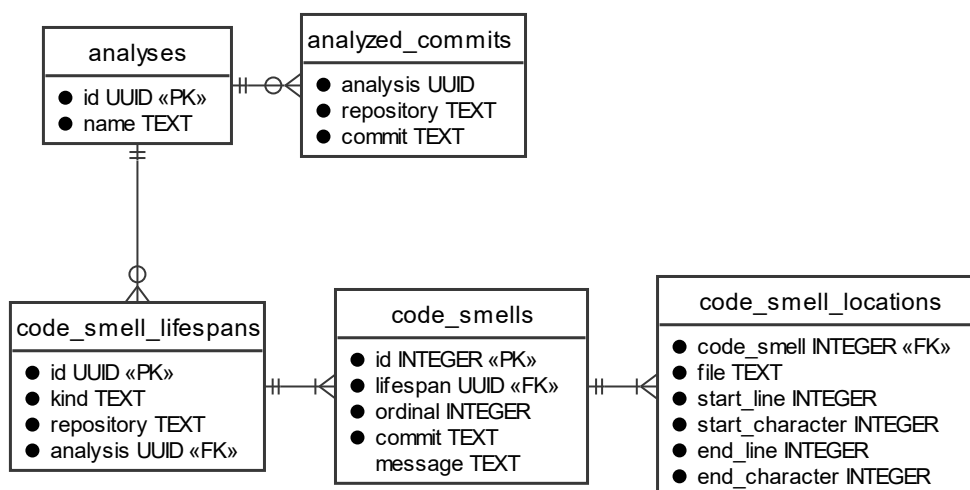 analyses
id UUID «PK»
name TEXT
analyzed_commits
analysis UUID
repository TEXT
commit TEXT
code_smell_lifespans
id UUID «PK»
kind TEXT
repository TEXT
analysis UUID «FK»
code_smells
id INTEGER «PK»
lifespan UUID «FK»
ordinal INTEGER
commit TEXT
message TEXT
code_smell_locations
code_smell INTEGER «FK»
file TEXT
start_line INTEGER
start_character INTEGER
end_line INTEGER
end_character INTEGER